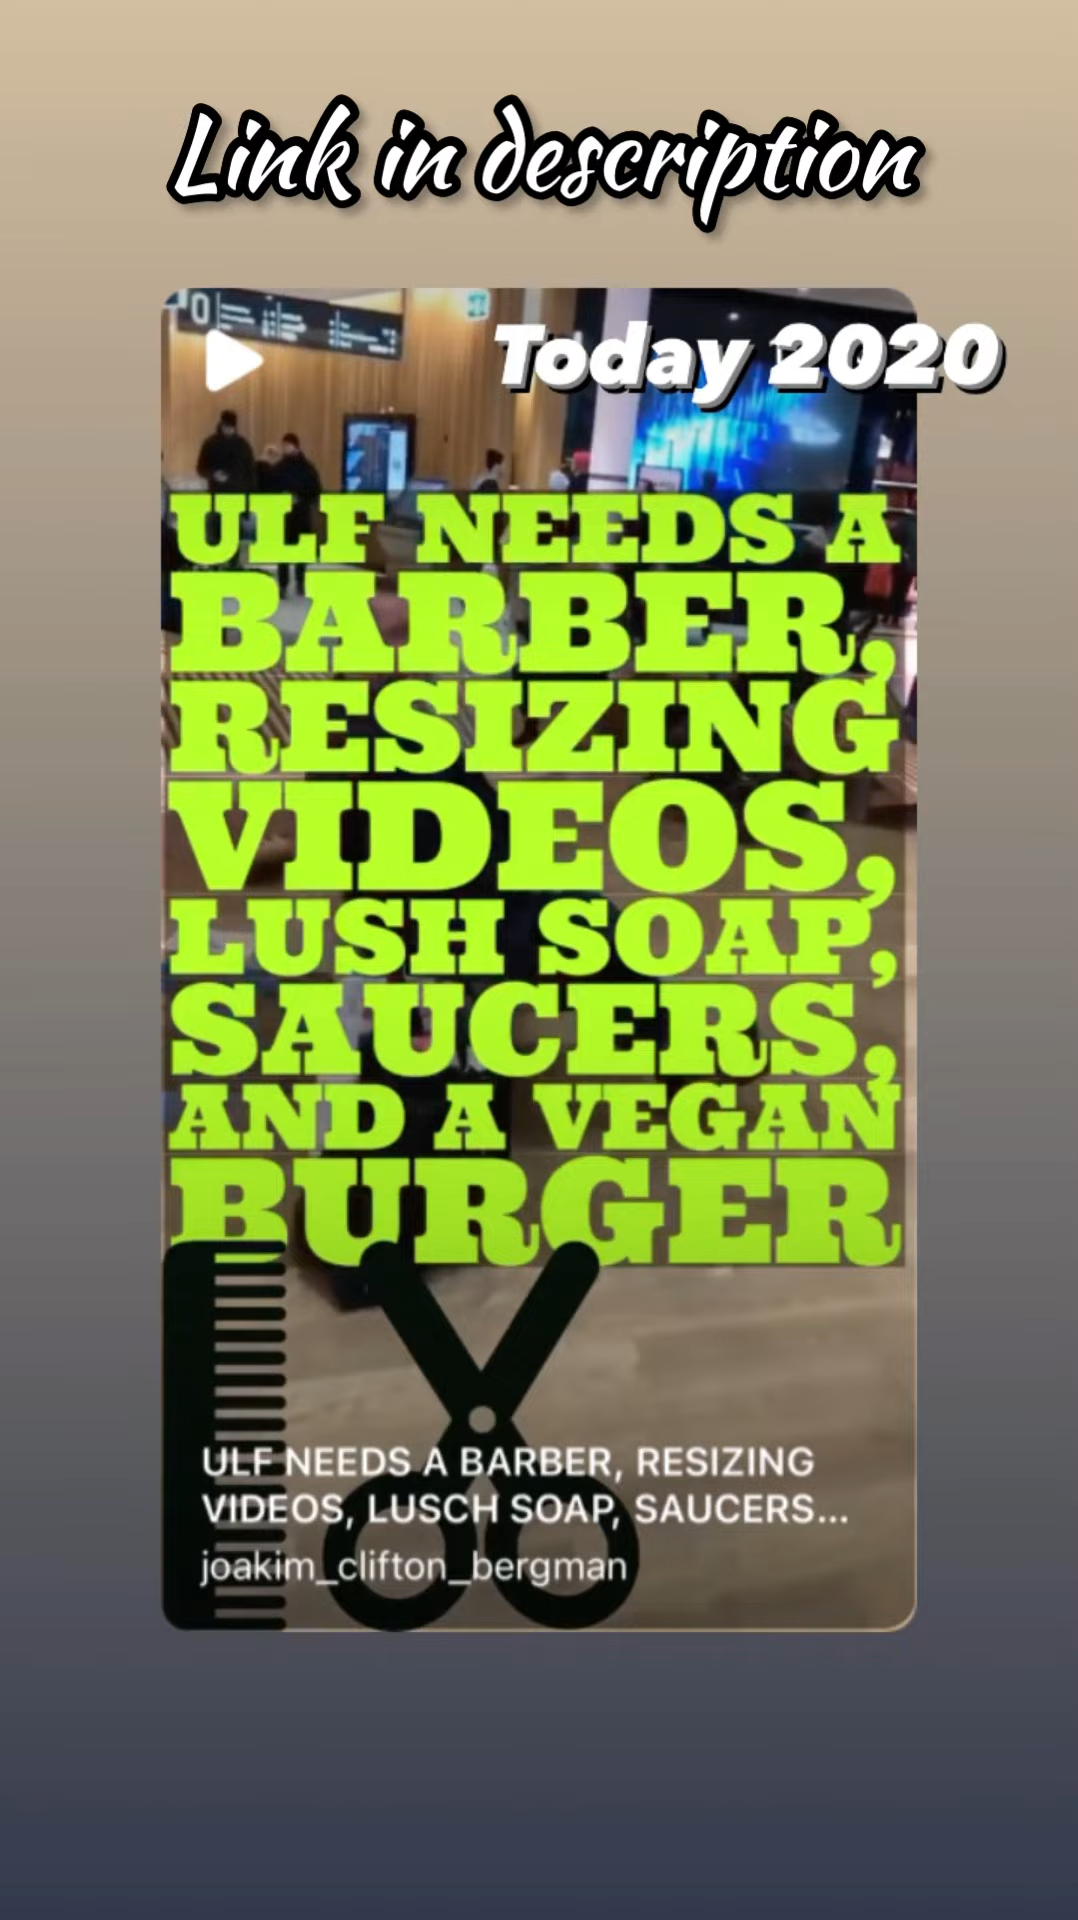 Link in description
Today 2020
ULF NEEDS A
BARBER,
RESIZING
VIDEOS,
LUSH SOAP,
SAUCERS,
AND A VEGAN
BURGER
ULF NEEDS A BARBER, RESIZING
VIDEOS, LUSCH SOAP, SAUCERS...
joakim_clifton_bergman